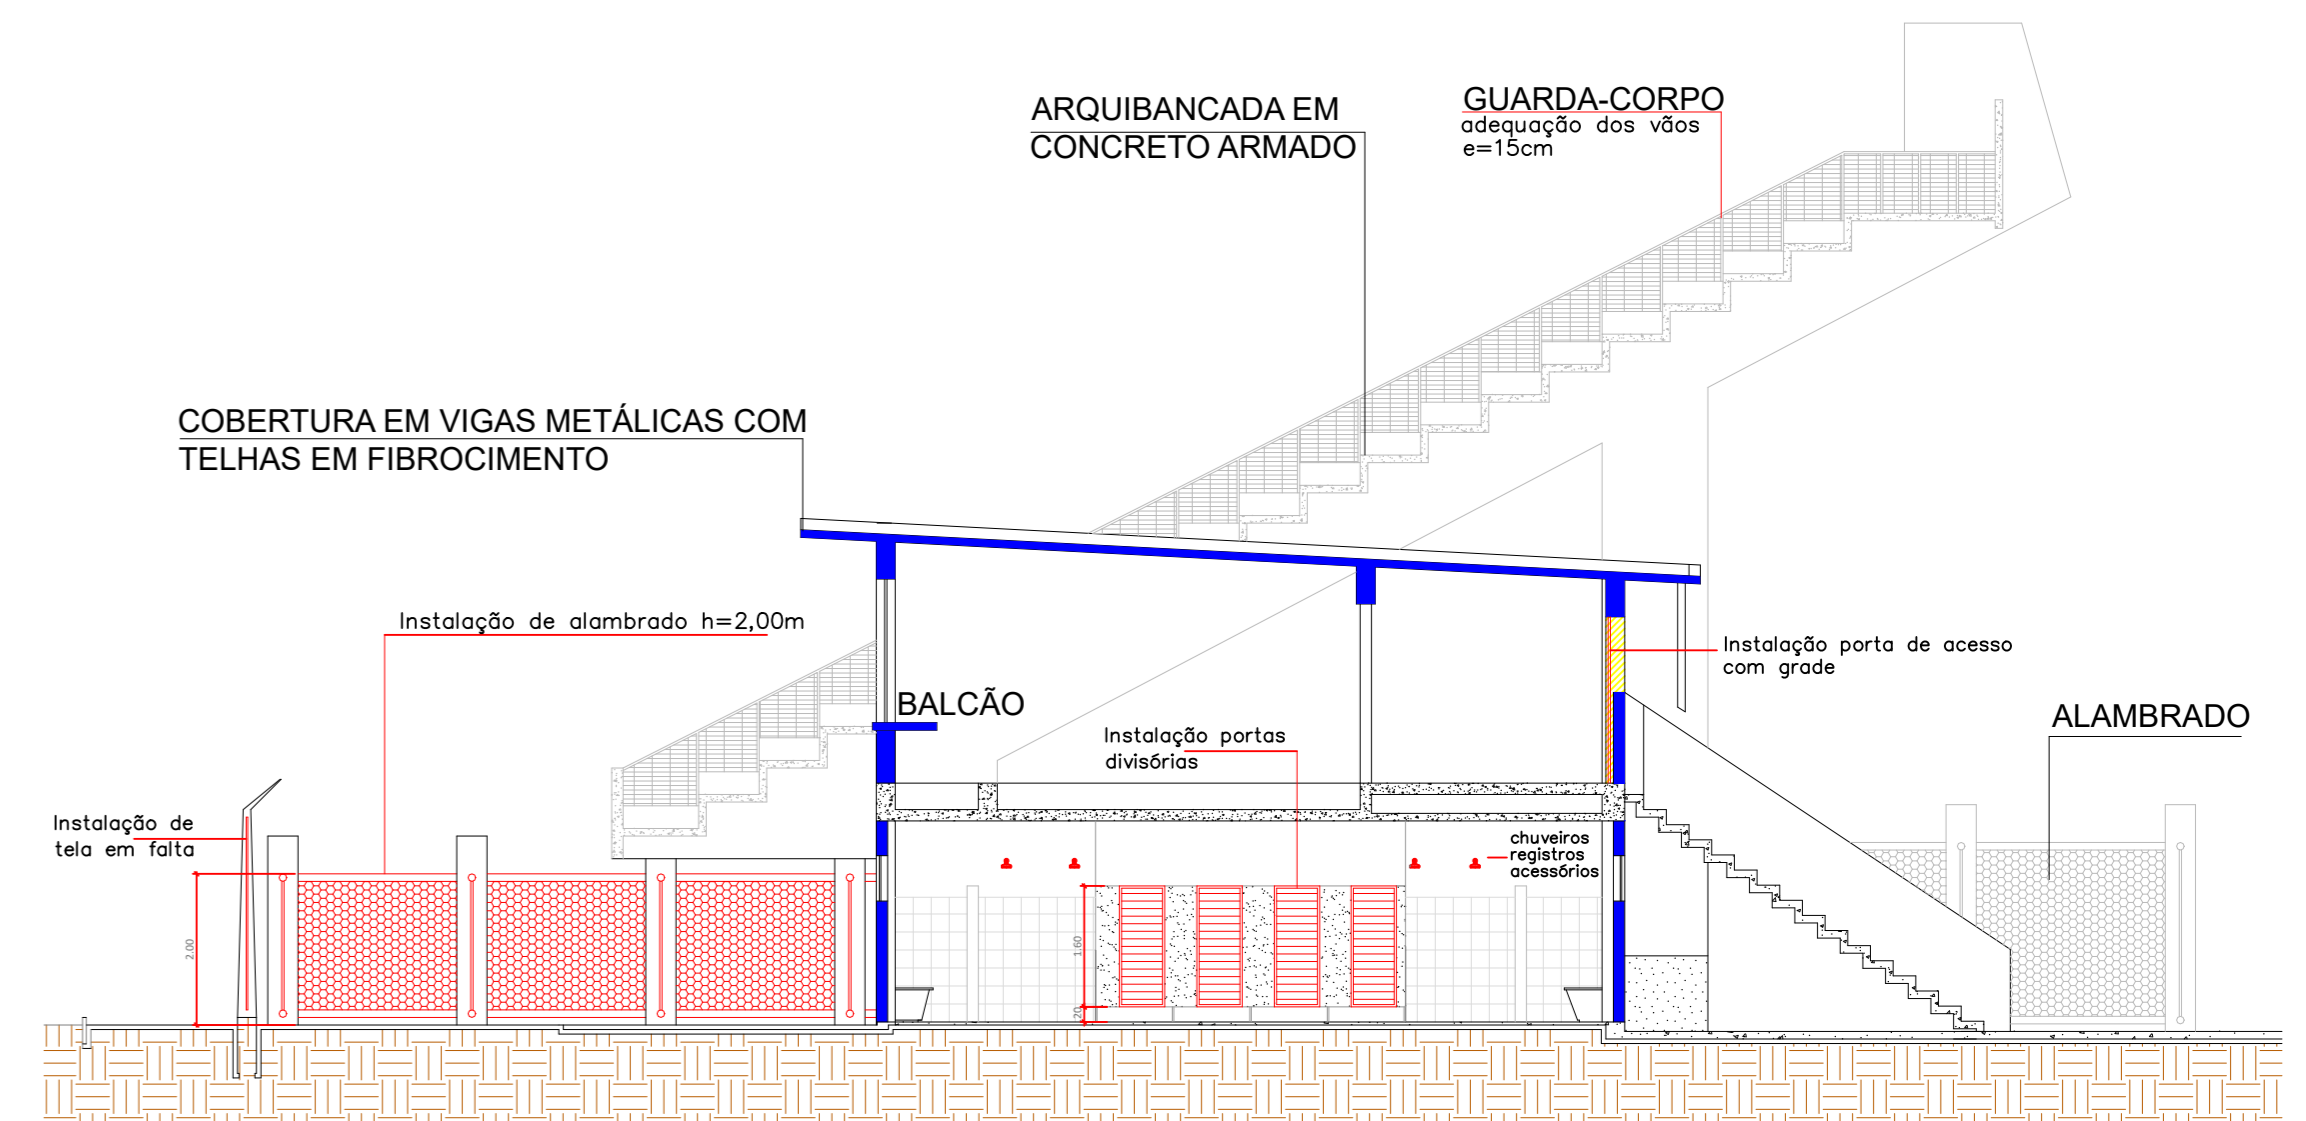 ARQUIBANCADA EM
CONCRETO ARMADO
GUARDA-CORPO
adequação dos vãos
e=15cm
COBERTURA EM VIGAS METÁLICAS COM
TELHAS EM FIBROCIMENTO
Instalação de alambrado h=2,00m
Instalação porta de acesso
com grade
BALCÃO
ALAMBRADO
Instalação portas
divisórias
Instalação de
tela em falta
chuveiros
registros
acessórios
2.00
1.60
.20